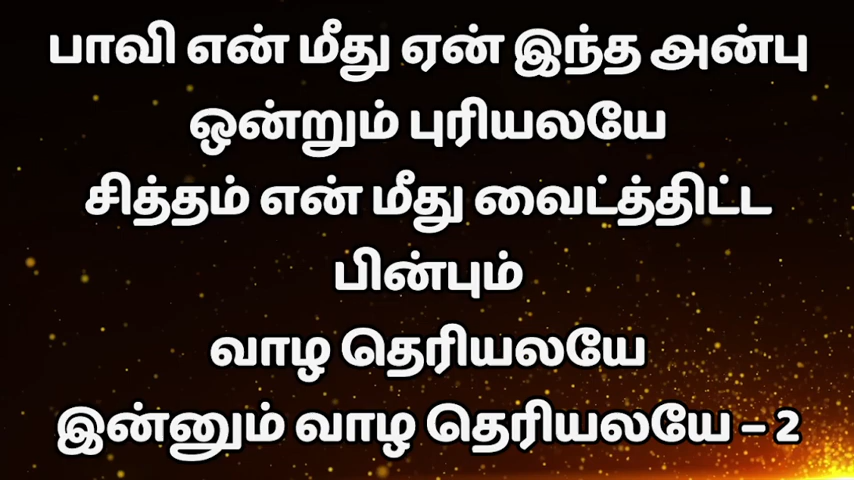 பாவி என் மீது ஏன் இந்த அன்பு
ஒன்றும் புரியலயே
சித்தம் என் மீது வைட்த்திட்ட
பின்பும்
வாழ தெரியலயே
இன்னும் வாழ தெரியலயே – 2